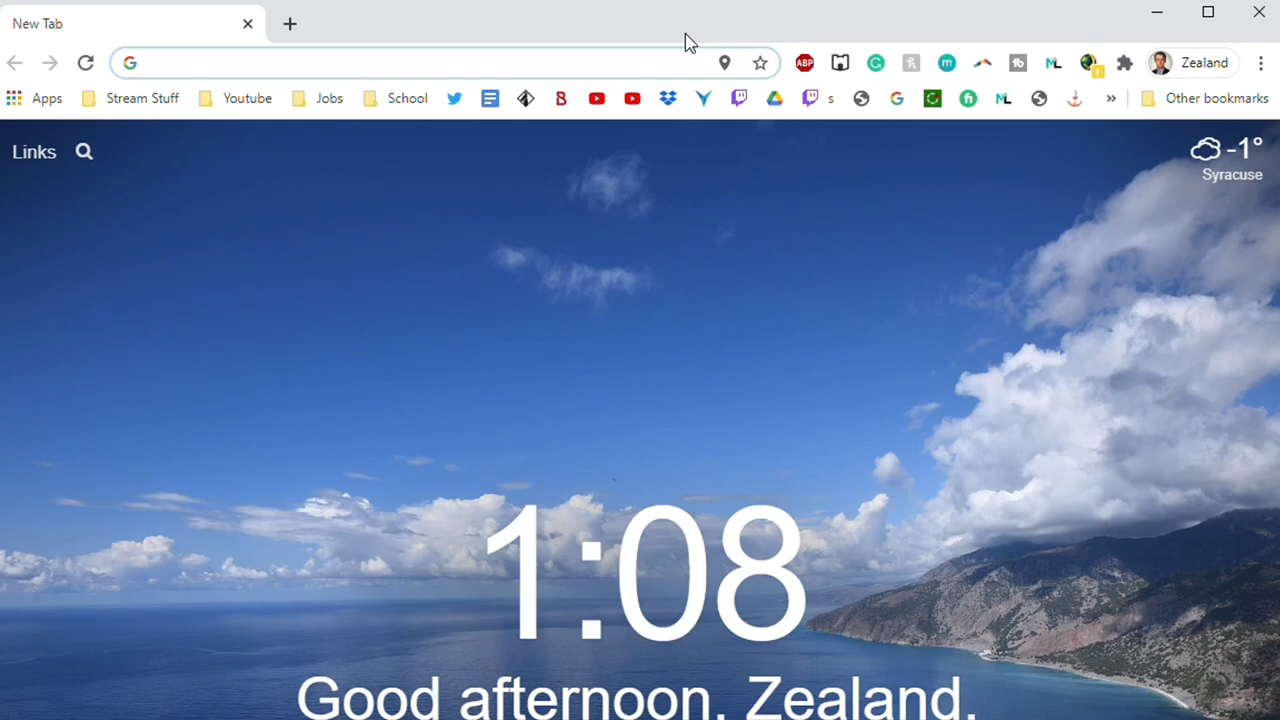 New Tab
Zealand
Apps Stream Stuff Youtube Jobs School s » Other bookmarks
Links
-1°
Syracuse
1:08
Good afternoon, Zealand.